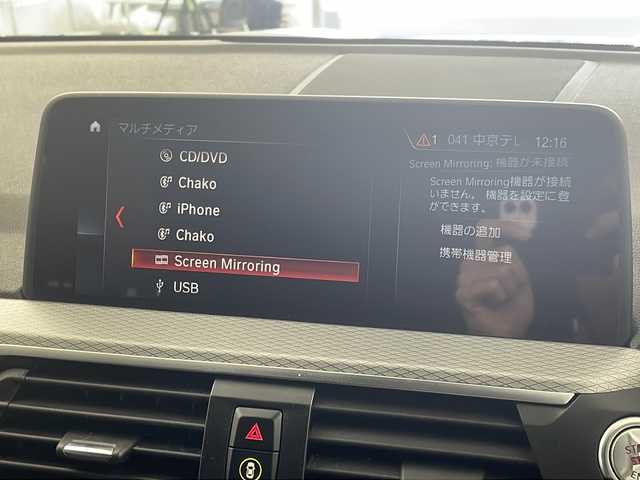 マルチメディア
1 041 中京テレ 12:16
CD/DVD
Chako
iPhone
Chako
Screen Mirroring
USB
Screen Mirroring: 機器が未接続
Screen Mirroring機器が接続
いません。 機器を設定に登
ができます。
機器の追加
携帯機器管理